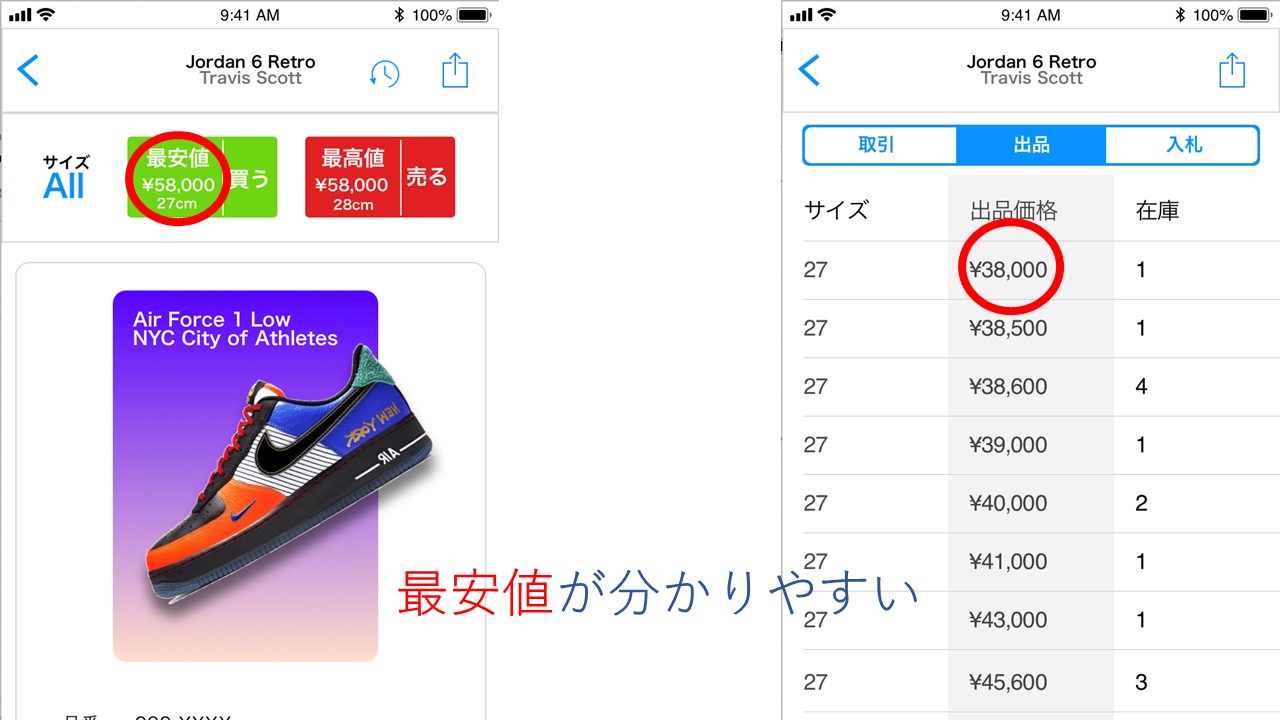 9:41 AM
100%
Jordan 6 Retro
Travis Scott
サイズ
All
最安値
¥58,000
27cm
買う
最高値
¥58,000
28cm
売る
Air Force 1 Low
NYC City of Athletes
NEW YORK
AIR
9:41 AM
100%
Jordan 6 Retro
Travis Scott
取引 出品 入札
サイズ 出品価格 在庫
27 ¥38,000 1
27 ¥38,500 1
27 ¥38,600 4
27 ¥39,000 1
27 ¥40,000 2
27 ¥41,000 1
27 ¥43,000 1
27 ¥45,600 3
最安値が分かりやすい